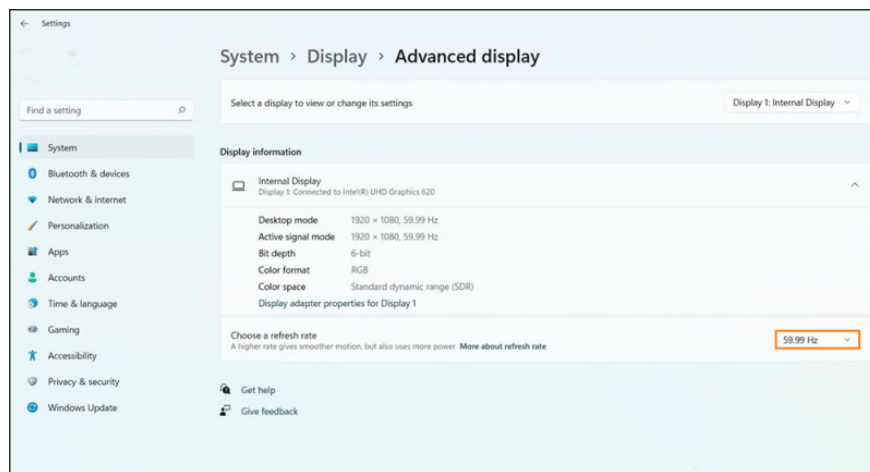 Settings
System > Display > Advanced display
Find a setting
Select a display to view or change its settings
Display 1: Internal Display
System
Bluetooth & devices
Network & internet
Personalization
Apps
Accounts
Time & language
Gaming
Accessibility
Privacy & security
Windows Update
Display information
Internal Display
Display 1: Connected to Intel(R) UHD Graphics 620
Desktop mode 1920 × 1080, 59.99 Hz
Active signal mode 1920 × 1080, 59.99 Hz
Bit depth 6-bit
Color format RGB
Color space Standard dynamic range (SDR)
Display adapter properties for Display 1
Choose a refresh rate
A higher rate gives smoother motion, but also uses more power More about refresh rate
59.99 Hz
Get help
Give feedback